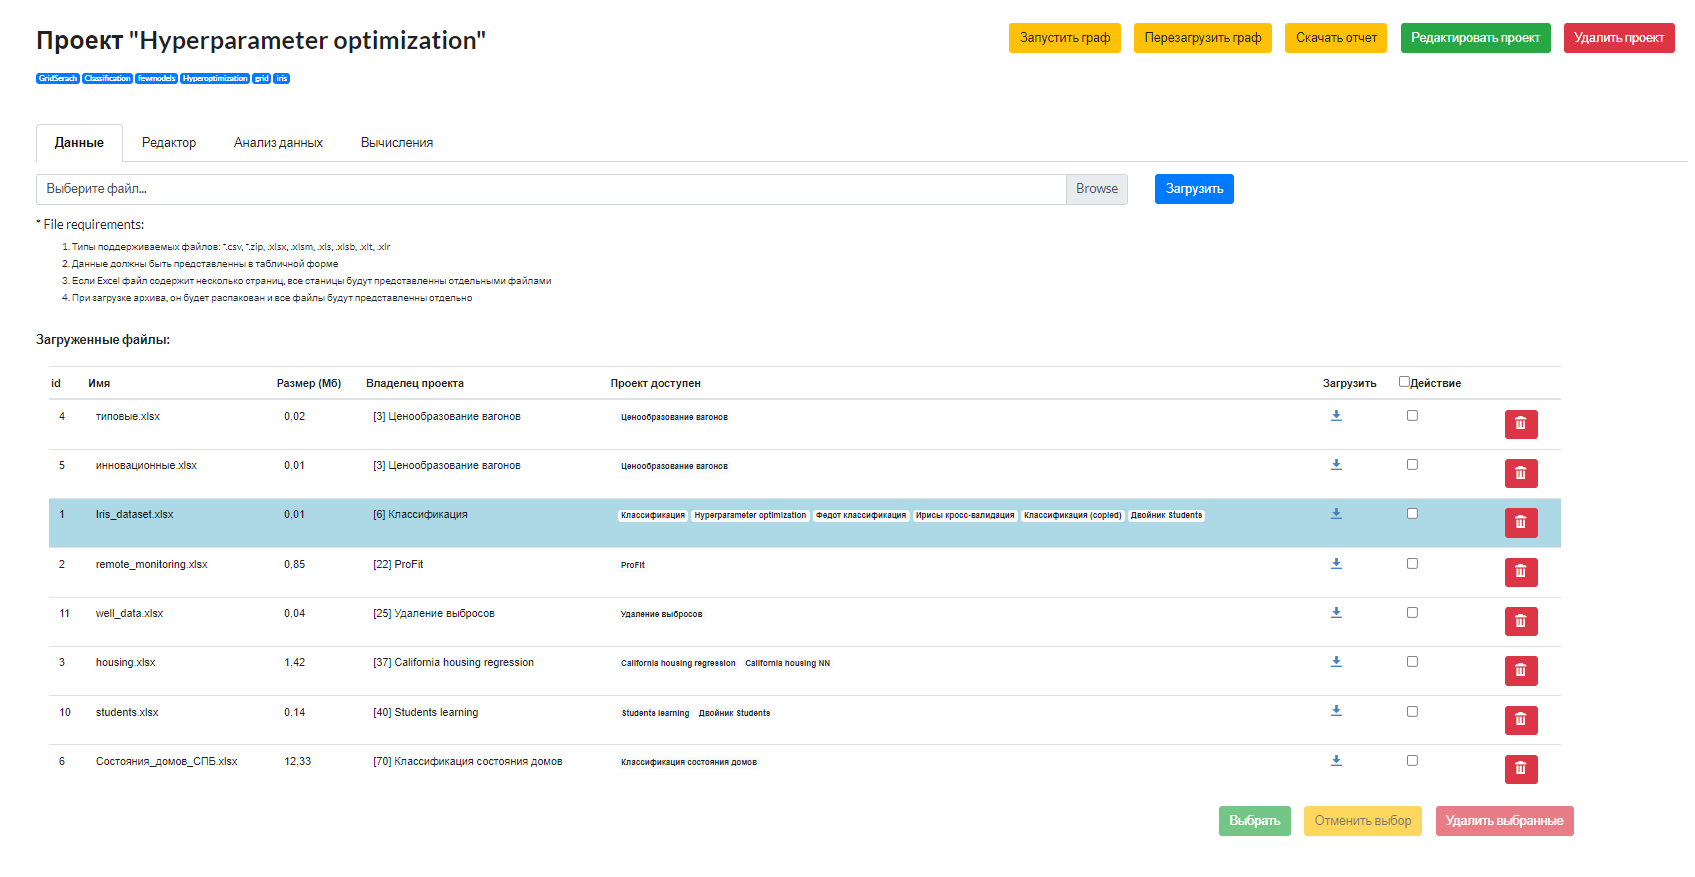 Проект "Hyperparameter optimization"
Запустить граф Перезагрузить граф Скачать отчет Редактировать проект Удалить проект
GridSerach Classification fewmodels Hyperoptimization grid iris
Данные Редактор Анализ данных Вычисления
Выберите файл... Browse Загрузить
* File requirements:
1. Типы поддерживаемых файлов: *.csv, *.zip, .xlsx, .xlsm, .xls, .xlsb, .xlt, .xlr
2. Данные должны быть представленны в табличной форме
3. Если Excel файл содержит несколько страниц, все станицы будут представленны отдельными файлами
4. При загрузке архива, он будет распакован и все файлы будут представленны отдельно
Загруженные файлы:
id Имя Размер (Мб) Владелец проекта Проект доступен Загрузить Действие
4 типовые.xlsx 0,02 [3] Ценообразование вагонов Ценообразование вагонов
5 инновационные.xlsx 0,01 [3] Ценообразование вагонов Ценообразование вагонов
1 Iris_dataset.xlsx 0,01 [6] Классификация Классификация Hyperparameter optimization Федот классификация Ирисы кросс-валидация Классификация (copied) Двойник Students
2 remote_monitoring.xlsx 0,85 [22] ProFit ProFit
11 well_data.xlsx 0,04 [25] Удаление выбросов Удаление выбросов
3 housing.xlsx 1,42 [37] California housing regression California housing regression California housing NN
10 students.xlsx 0,14 [40] Students learning Students learning Двойник Students
6 Состояния_домов_СПБ.xlsx 12,33 [70] Классификация состояния домов Классификация состояния домов
Выбрать Отменить выбор Удалить выбранные